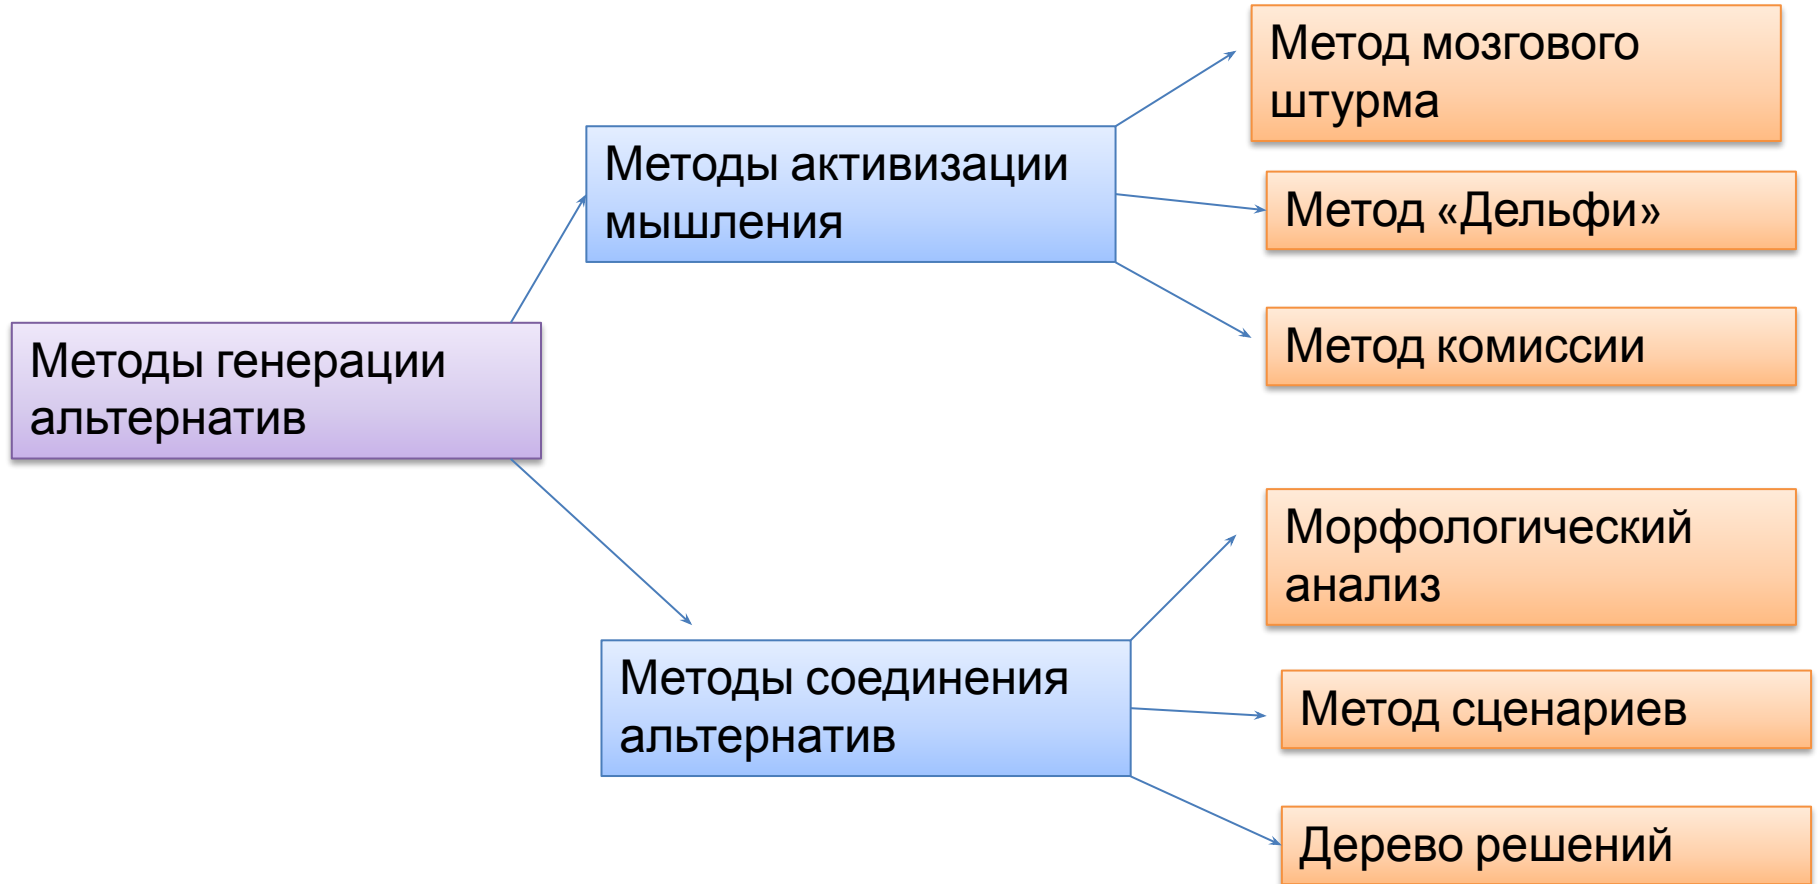 Метод мозгового
штурма
Методы активизации
мышления
Метод «Дельфи»
Метод комиссии
Методы генерации
альтернатив
Морфологический
анализ
Методы соединения
альтернатив
Метод сценариев
Дерево решений